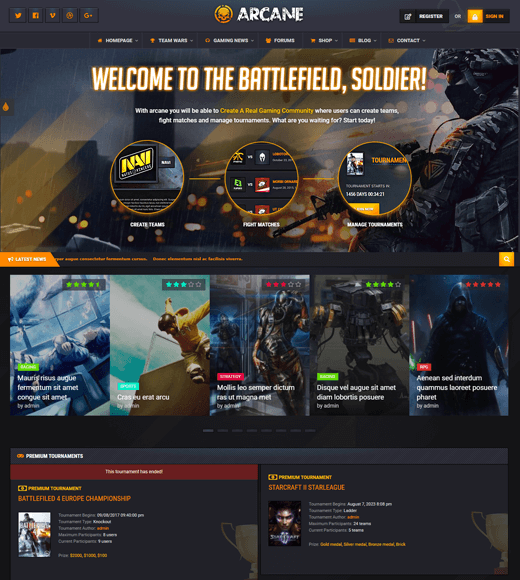 ARCANE
REGISTER OR SIGN IN
HOMEPAGE TEAM WARS GAMING NEWS FORUMS SHOP BLOG CONTACT
WELCOME TO THE BATTLEFIELD, SOLDIER!
With arcane you will be able to Create A Real Gaming Community where users can create teams,
fight matches and manage tournaments. What are you waiting for? Start today!
NAVI
NAVI
VS
VS
TOURNAMEN
TOURNAMENT STARTS IN
1456 DAYS 00:34:21
CREATE TEAMS
FIGHT MATCHES
MANAGE TOURNAMENTS
LATEST NEWS
augue consectetur fermentum cursus. Donec elementum nisl ac facilisis viverra.
RACING
Mauris risus augue
fermentum sit amet
congue sit amet
by admin
UPDATE
Cras eu erat arcu
by admin
STRATEGY
Mollis leo semper dictum
ras ut magna met
by admin
RACING
Disque vel augue sit amet
diam lobortis posuere
by admin
RPG
Aenean sed interdum
quammus laoreet posuere
pharet
by admin
PREMIUM TOURNAMENTS
This tournament has ended!
PREMIUM TOURNAMENT
BATTLEFILED 4 EUROPE CHAMPIONSHIP
Tournament Begins: 09/08/2017 09:40:00 pm
Tournament Type: Knockout
Tournament Author: admin
Maximum Participants: 8 users
Current Participants: 9 users
Prize: $2000, $1000, $100
PREMIUM TOURNAMENT
STARCRAFT II STARLEAGUE
Tournament Begins: August 7, 2023 8:08 pm
Tournament Type: Ladder
Tournament Author: admin
Maximum Participants: 24 teams
Current Participants: 3 teams
Prize: Gold medal, Silver medal, Bronze medal, Brick